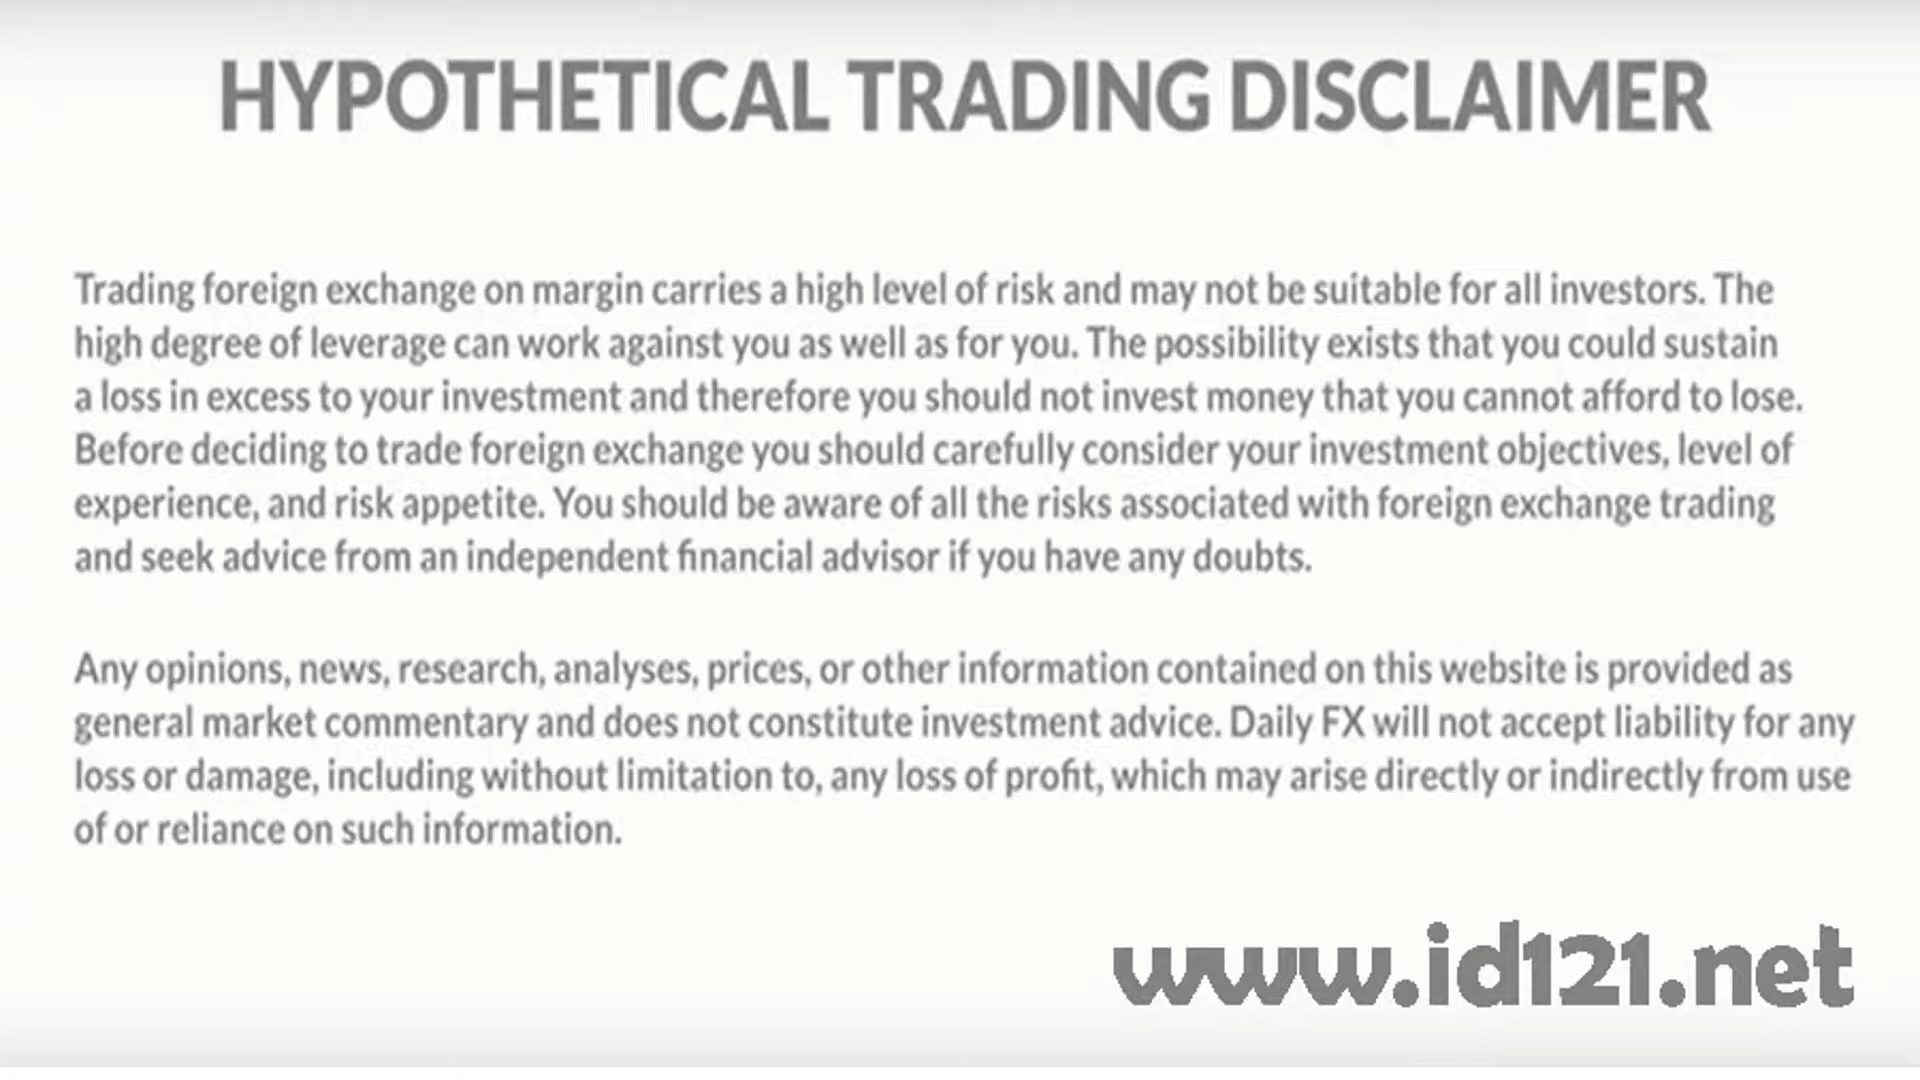 HYPOTHETICAL TRADING DISCLAIMER
Trading foreign exchange on margin carries a high level of risk and may not be suitable for all investors. The
high degree of leverage can work against you as well as for you. The possibility exists that you could sustain
a loss in excess to your investment and therefore you should not invest money that you cannot afford to lose.
Before deciding to trade foreign exchange you should carefully consider your investment objectives, level of
experience, and risk appetite. You should be aware of all the risks associated with foreign exchange trading
and seek advice from an independent financial advisor if you have any doubts.
Any opinions, news, research, analyses, prices, or other information contained on this website is provided as
general market commentary and does not constitute investment advice. Daily FX will not accept liability for any
loss or damage, including without limitation to, any loss of profit, which may arise directly or indirectly from use
of or reliance on such information.
www.id121.net